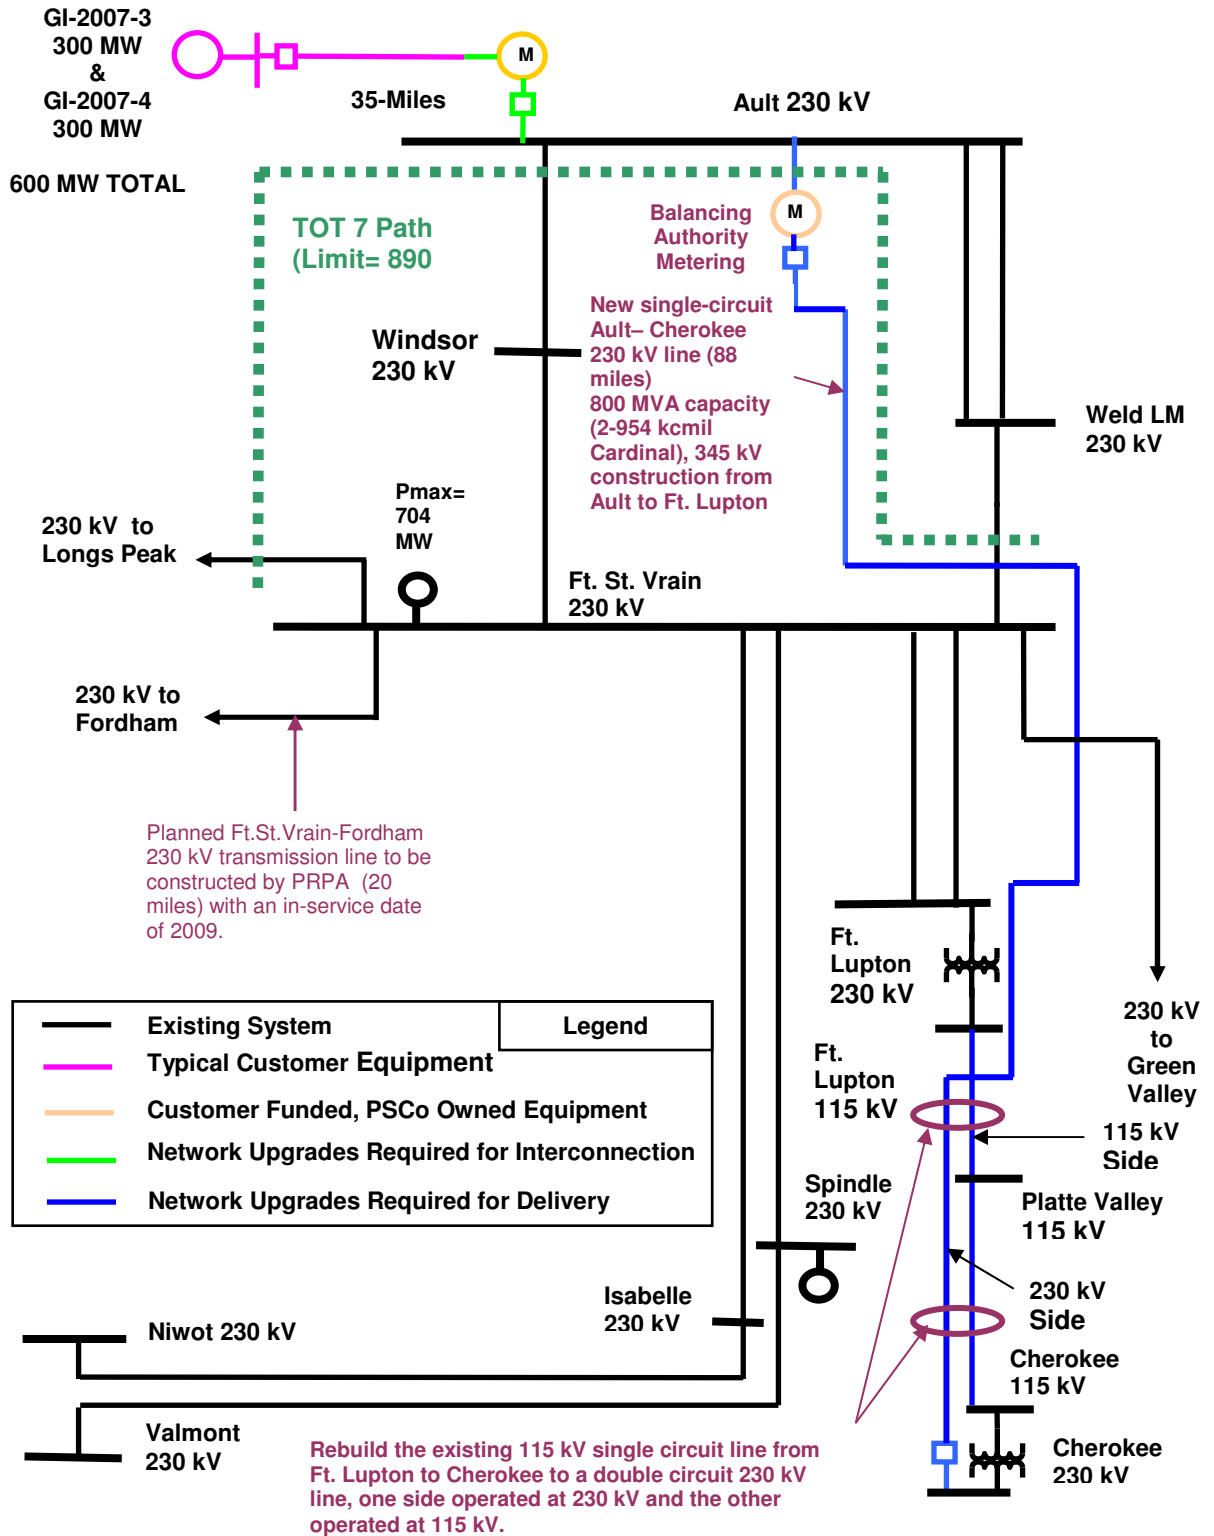 GI-2007-3
300 MW
&
GI-2007-4
300 MW
600 MW TOTAL
35-Miles
M
Ault 230 kV
TOT 7 Path
(Limit= 890
Balancing
Authority
Metering
M
New single-circuit
Ault– Cherokee
230 kV line (88
miles)
800 MVA capacity
(2-954 kcmil
Cardinal), 345 kV
construction from
Ault to Ft. Lupton
Windsor
230 kV
Weld LM
230 kV
Pmax=
704
MW
230 kV to
Longs Peak
Ft. St. Vrain
230 kV
230 kV to
Fordham
Planned Ft.St.Vrain-Fordham
230 kV transmission line to be
constructed by PRPA (20
miles) with an in-service date
of 2009.
Ft.
Lupton
230 kV
230 kV
to
Green
Valley
Legend
Existing System
Typical Customer Equipment
Customer Funded, PSCo Owned Equipment
Network Upgrades Required for Interconnection
Network Upgrades Required for Delivery
Ft.
Lupton
115 kV
115 kV
Side
Platte Valley
115 kV
Spindle
230 kV
230 kV
Side
Isabelle
230 kV
Niwot 230 kV
Cherokee
115 kV
Valmont
230 kV
Cherokee
230 kV
Rebuild the existing 115 kV single circuit line from
Ft. Lupton to Cherokee to a double circuit 230 kV
line, one side operated at 230 kV and the other
operated at 115 kV.